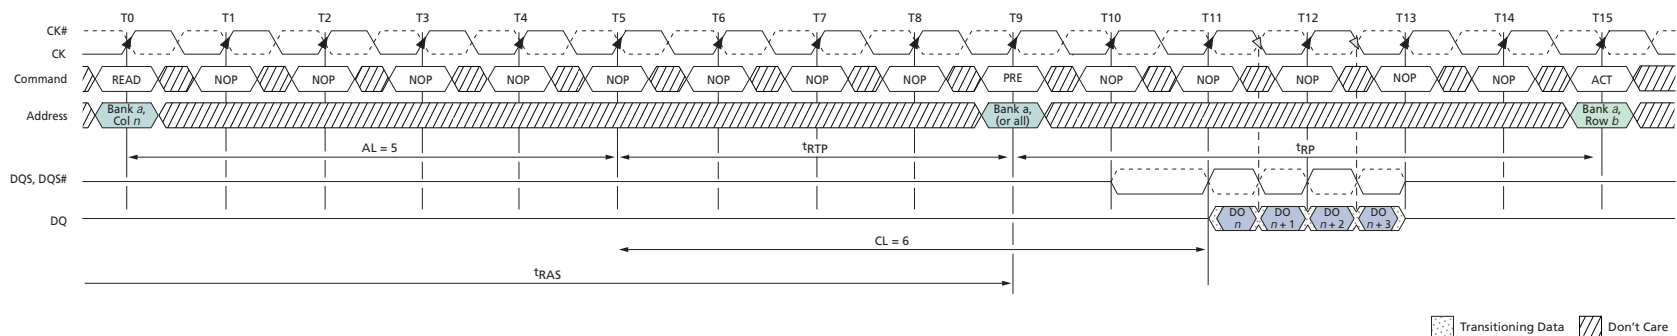 T0 T1 T2 T3 T4 T5 T6 T7 T8 T9 T10 T11 T12 T13 T14 T15
CK#
CK
Command READ NOP NOP NOP NOP NOP NOP NOP NOP PRE NOP NOP NOP NOP NOP ACT
Address Bank a, Col n Bank a, (or all) Bank a, Row b
AL = 5 tRTP tRP
DQS, DQS#
DQ DO n DO n + 1 DO n + 2 DO n + 3
CL = 6
tRAS
Transitioning Data Don't Care